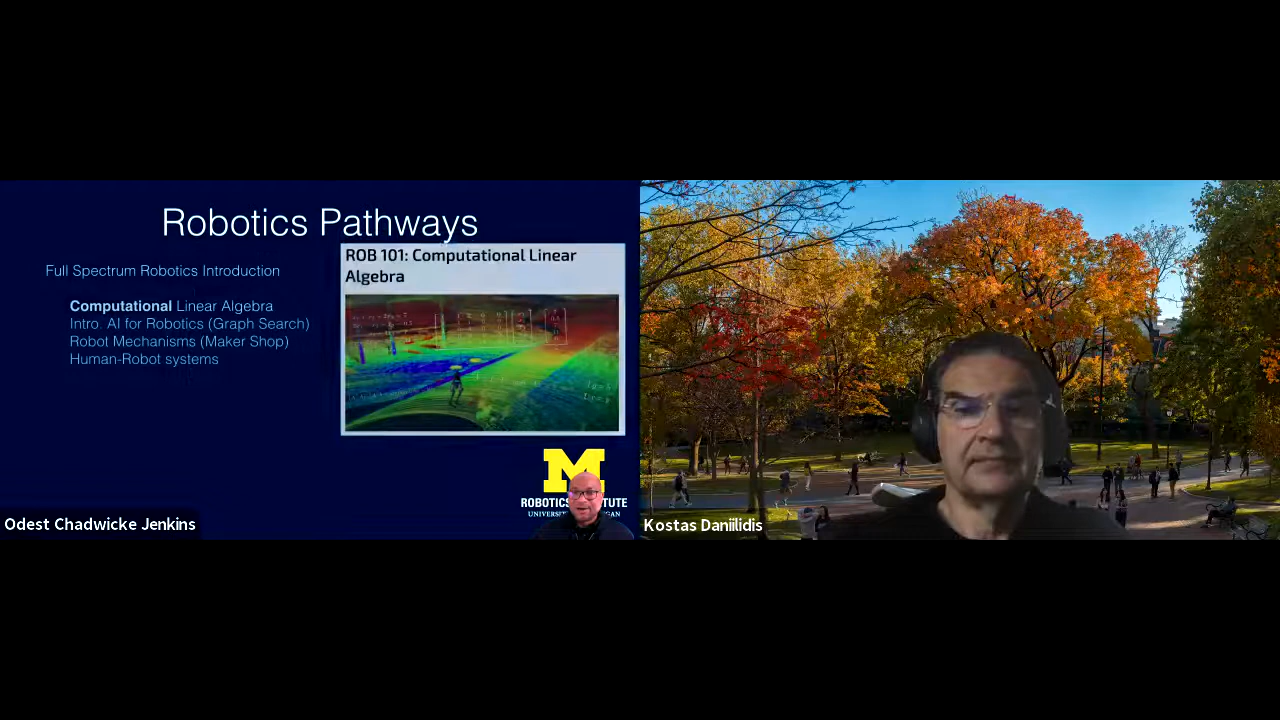 Robotics Pathways
Full Spectrum Robotics Introduction
Computational Linear Algebra
Intro. AI for Robotics (Graph Search)
Robot Mechanisms (Maker Shop)
Human-Robot systems
ROB 101: Computational Linear
Algebra
M
Odest Chadwicke Jenkins
Kostas Daniilidis